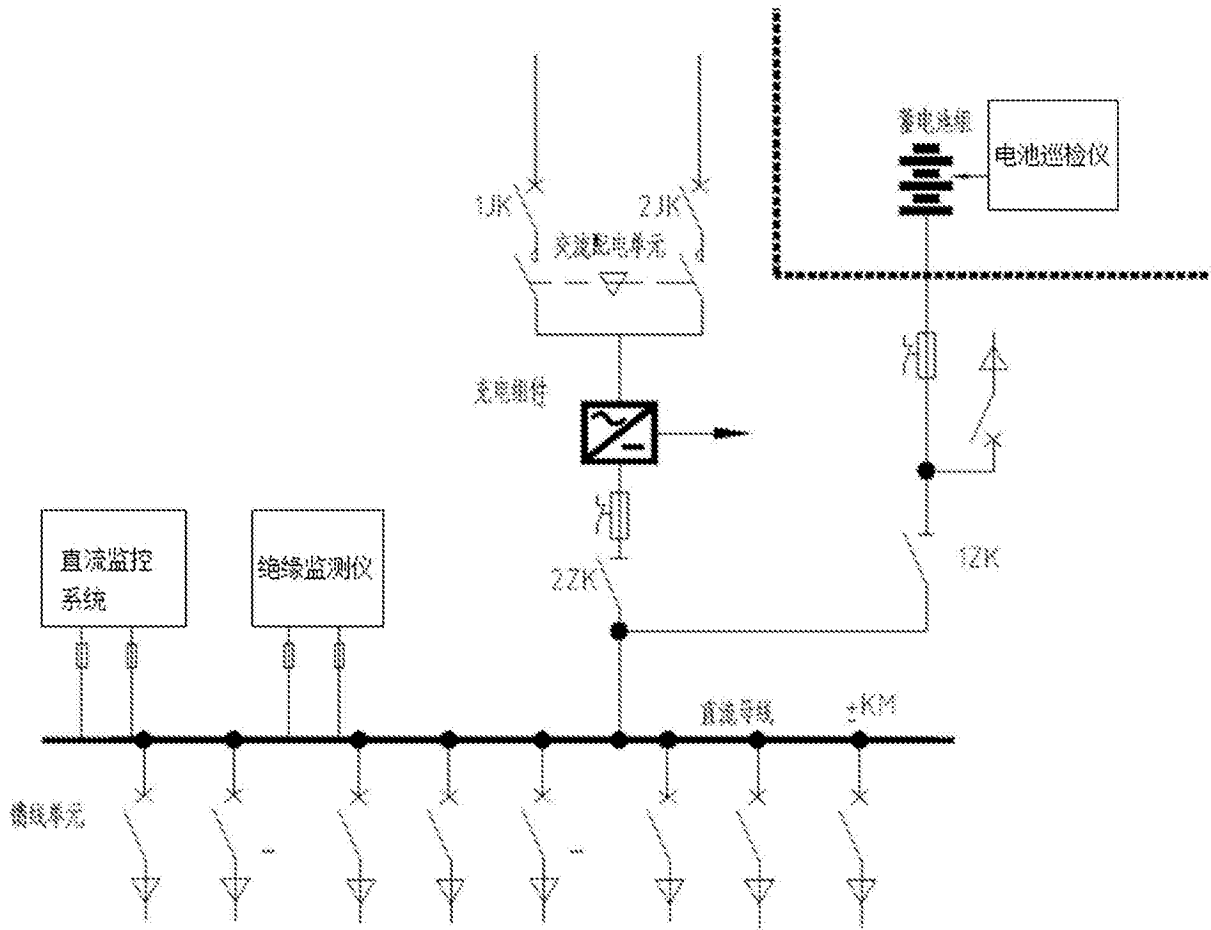 蓄电池组
电池巡检仪
1JK
2JK
交流配电单元
充电组件
直流监控
系统
绝缘监测仪
2ZK
1ZK
直流母线
±KM
馈线单元